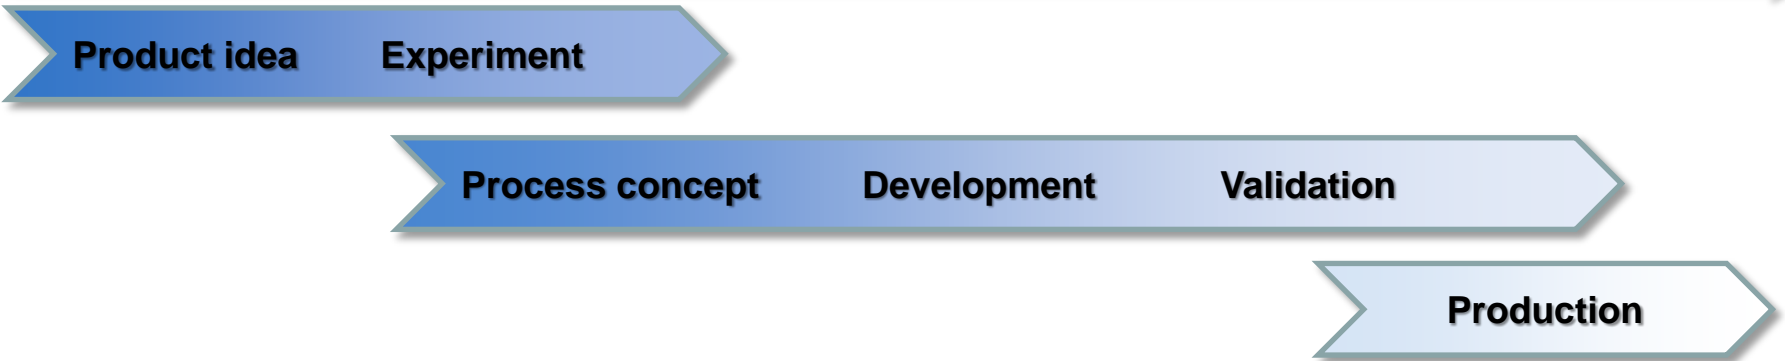 Product idea Experiment
Process concept Development Validation
Production